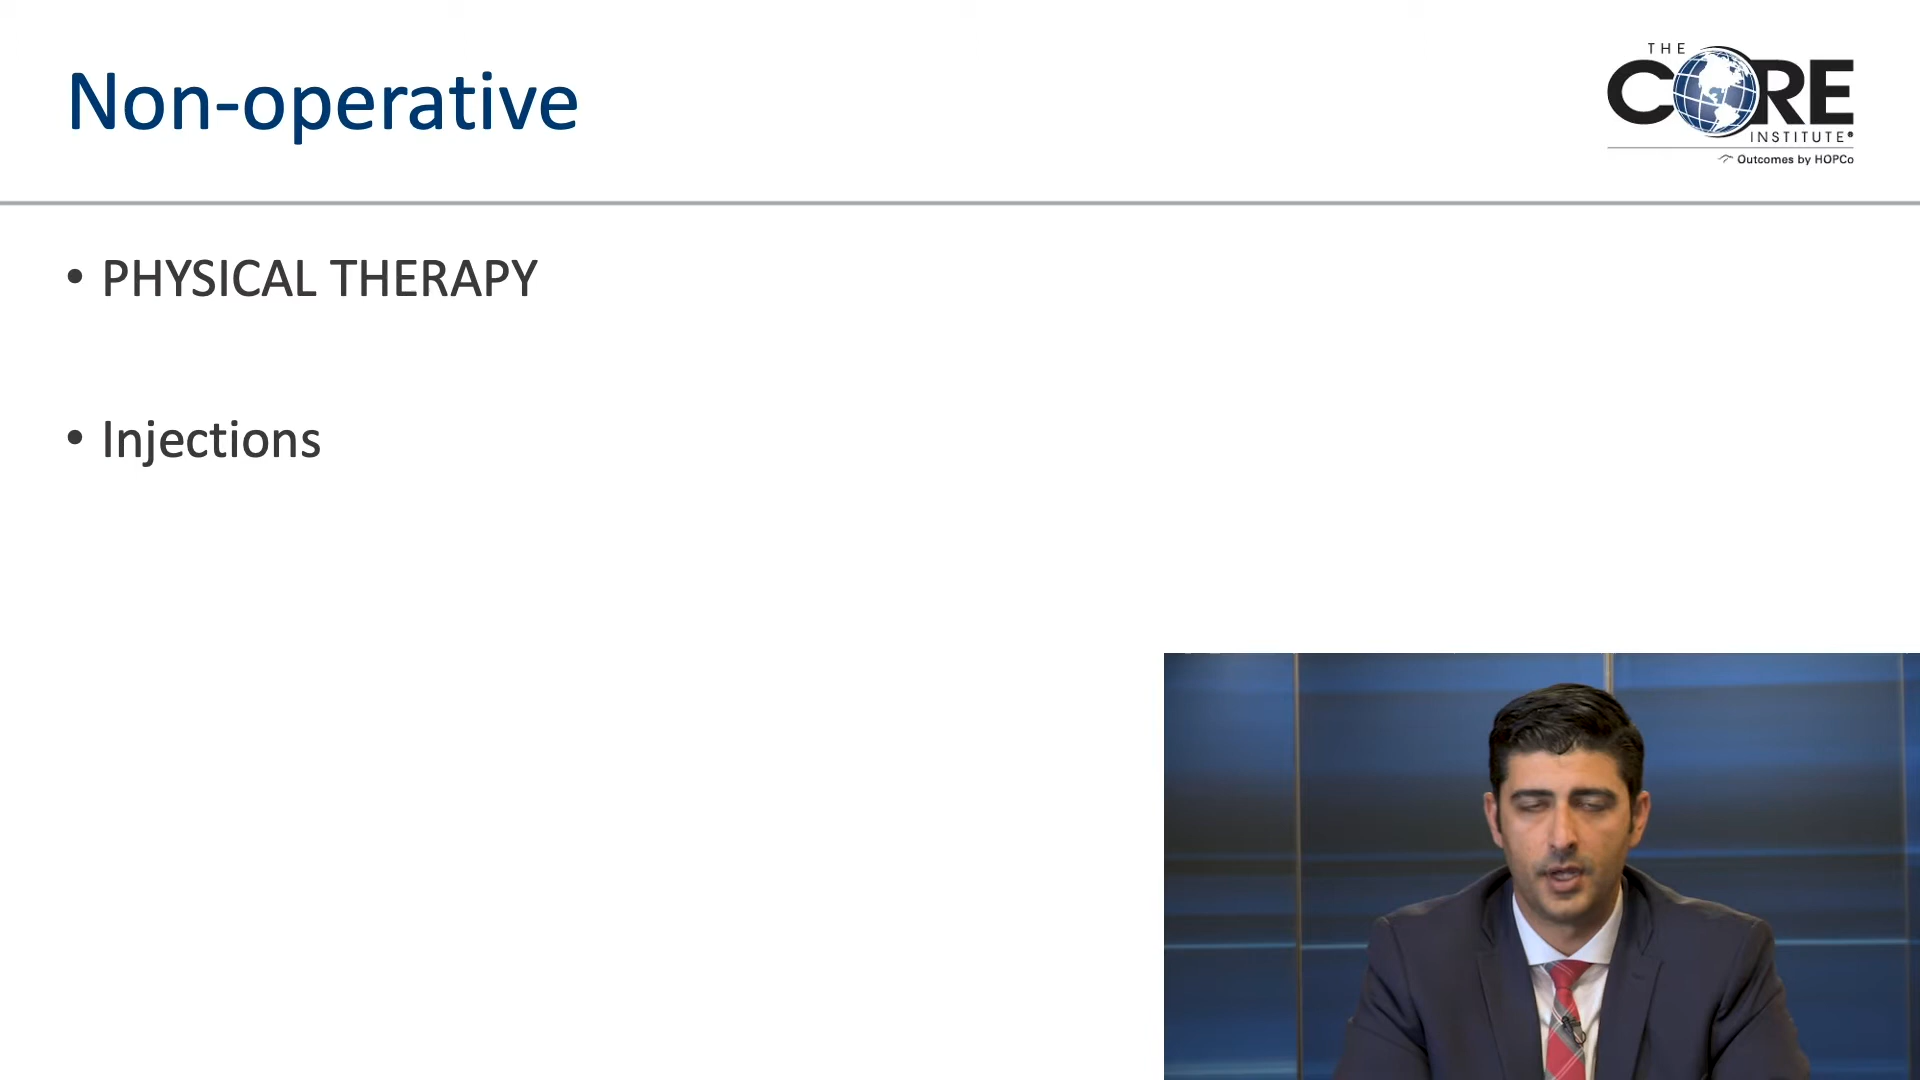 Non-operative
THE
CORE
INSTITUTE®
Outcomes by HOPCo
• PHYSICAL THERAPY
• Injections